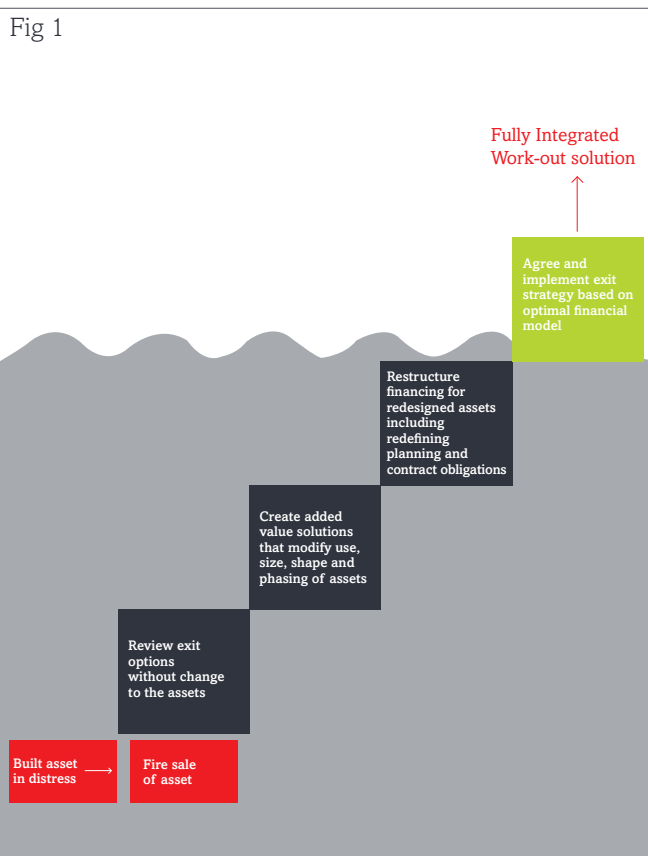 Fig 1
Fully Integrated
Work-out solution
Agree and
implement exit
strategy based on
optimal financial
model
Restructure
financing for
redesigned assets
including
redefining
planning and
contract obligations
Create added
value solutions
that modify use,
size, shape and
phasing of assets
Review exit
options
without change
to the assets
Built asset
in distress
Fire sale
of asset